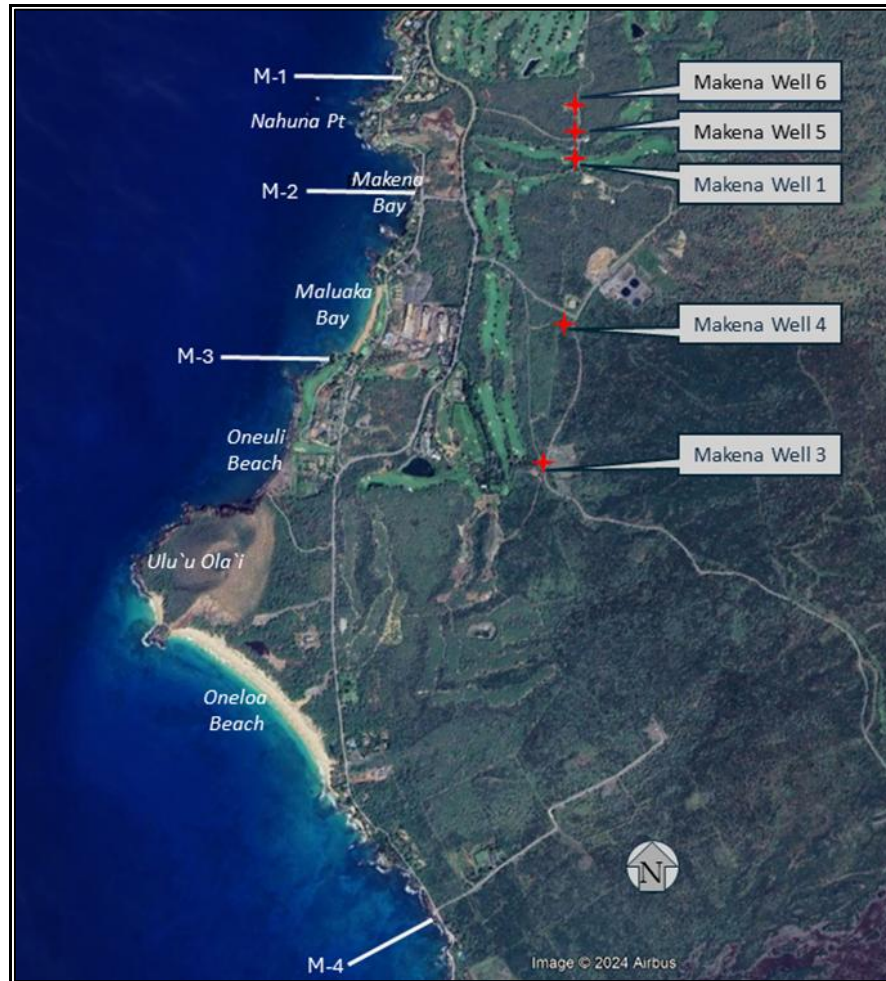 M-1
Makena Well 6
Nahuna Pt
Makena Well 5
Makena
Bay
M-2
Makena Well 1
Maluaka
Bay
Makena Well 4
M-3
Oneuli
Beach
Makena Well 3
Ulu`u Ola`i
Oneloa
Beach
N
M-4
Image © 2024 Airbus